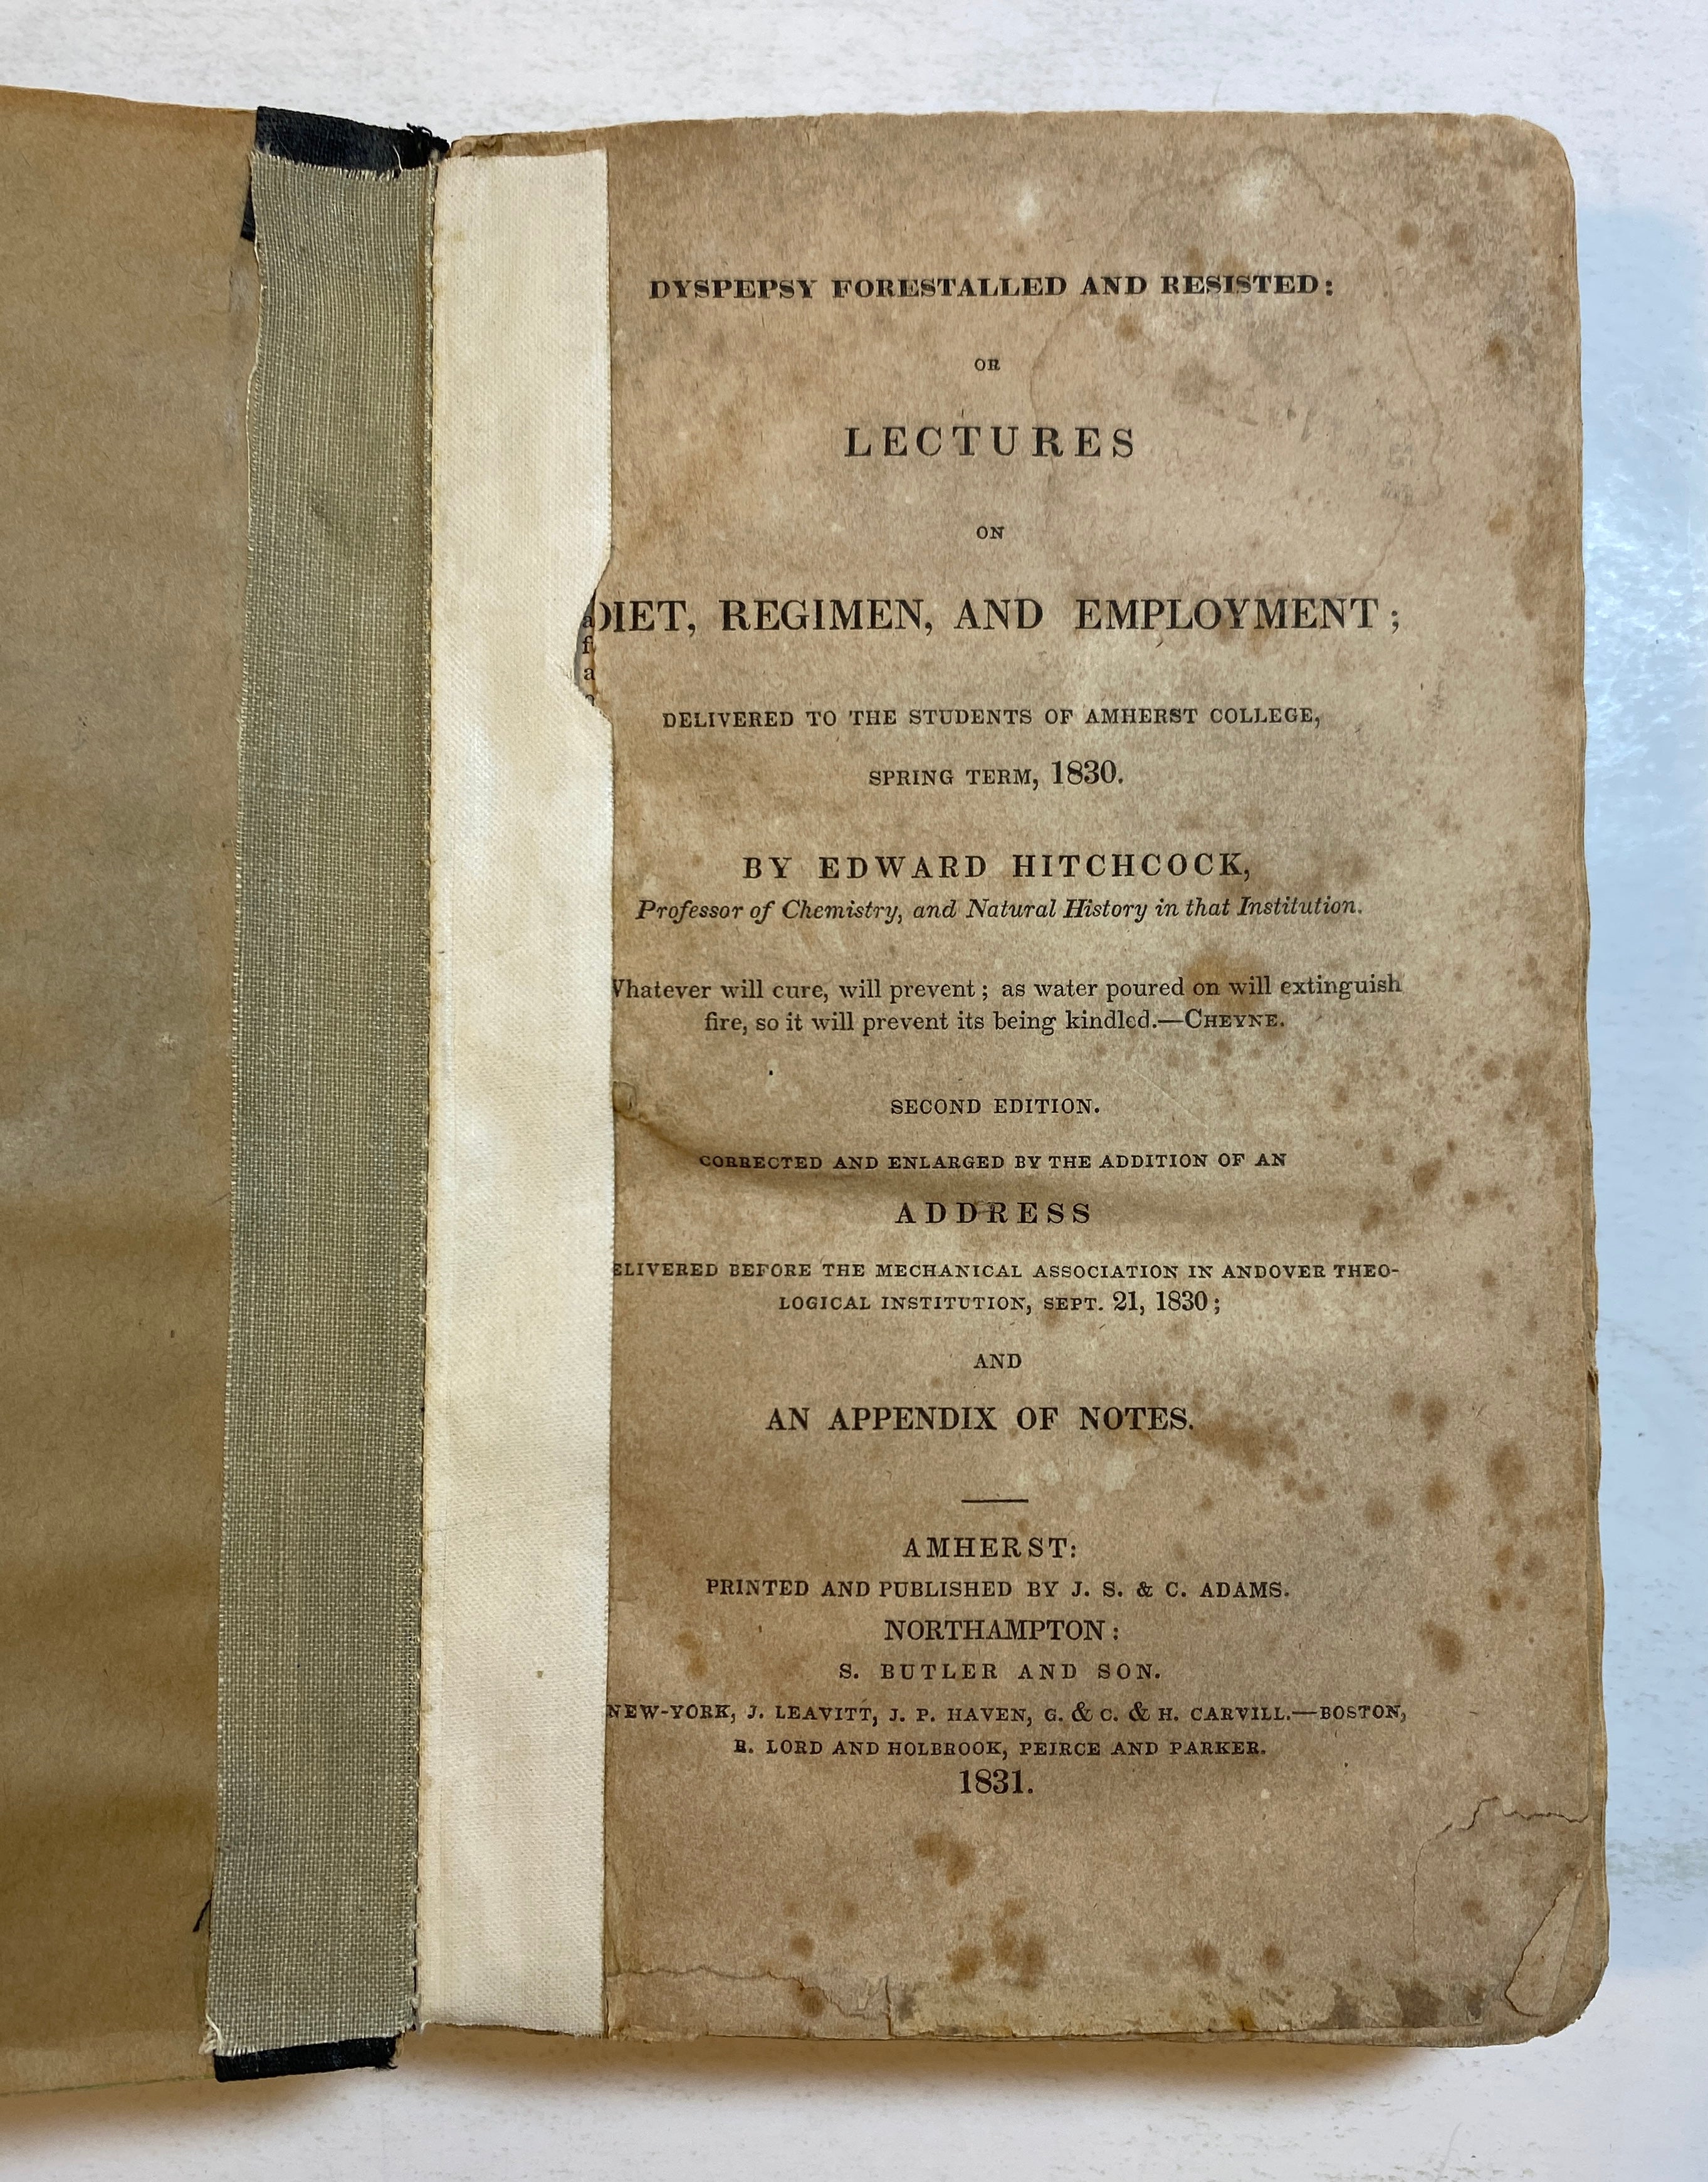 DYSPEPSY FORESTALLED AND RESISTED:
OR
LECTURES
ON
DIET, REGIMEN, AND EMPLOYMENT;
DELIVERED TO THE STUDENTS OF AMHERST COLLEGE,
SPRING TERM, 1830.
BY EDWARD HITCHCOCK,
Professor of Chemistry, and Natural History in that Institution.
Whatever will cure, will prevent; as water poured on will extinguish
fire, so it will prevent its being kindled.—CHEYNE.
SECOND EDITION.
CORRECTED AND ENLARGED BY THE ADDITION OF AN
ADDRESS
ELIVERED BEFORE THE MECHANICAL ASSOCIATION IN ANDOVER THEO-
LOGICAL INSTITUTION, SEPT. 21, 1830;
AND
AN APPENDIX OF NOTES.
AMHERST:
PRINTED AND PUBLISHED BY J. S. & C. ADAMS.
NORTHAMPTON:
S. BUTLER AND SON.
NEW-YORK, J. LEAVITT, J. P. HAVEN, G. & C. & H. CARVILL.—BOSTON,
R. LORD AND HOLBROOK, PEIRCE AND PARKER.
1831.